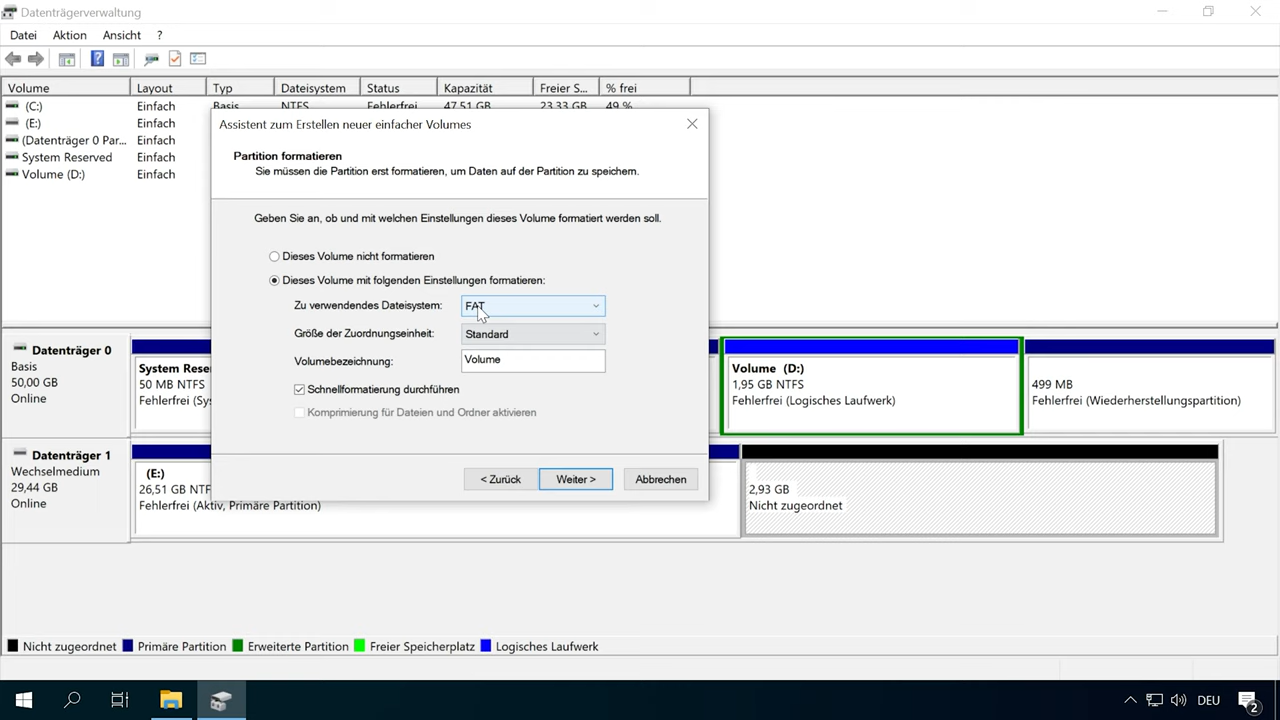 Datenträgerverwaltung
Datei Aktion Ansicht ?
Volume Layout Typ Dateisystem Status Kapazität Freier S... % frei
(C:) Einfach Basis NTFS Fehlerfrei 47,51 GB 23,33 GB 49 %
(E:) Einfach
(Datenträger 0 Par... Einfach
System Reserved Einfach
Volume (D:) Einfach
Assistent zum Erstellen neuer einfacher Volumes
Partition formatieren
Sie müssen die Partition erst formatieren, um Daten auf der Partition zu speichern.
Geben Sie an, ob und mit welchen Einstellungen dieses Volume formatiert werden soll.
Dieses Volume nicht formatieren
Dieses Volume mit folgenden Einstellungen formatieren:
Zu verwendendes Dateisystem: FAT
Größe der Zuordnungseinheit: Standard
Volumebezeichnung: Volume
Schnellformatierung durchführen
Komprimierung für Dateien und Ordner aktivieren
< Zurück Weiter > Abbrechen
Datenträger 0
Basis
50,00 GB
Online
System Rese
50 MB NTFS
Fehlerfrei (Sy
Volume (D:)
1,95 GB NTFS
Fehlerfrei (Logisches Laufwerk)
499 MB
Fehlerfrei (Wiederherstellungspartition)
Datenträger 1
Wechselmedium
29,44 GB
Online
(E:)
26,51 GB NTF
Fehlerfrei (Aktiv, Primäre Partition)
2,93 GB
Nicht zugeordnet
Nicht zugeordnet Primäre Partition Erweiterte Partition Freier Speicherplatz Logisches Laufwerk
DEU
2